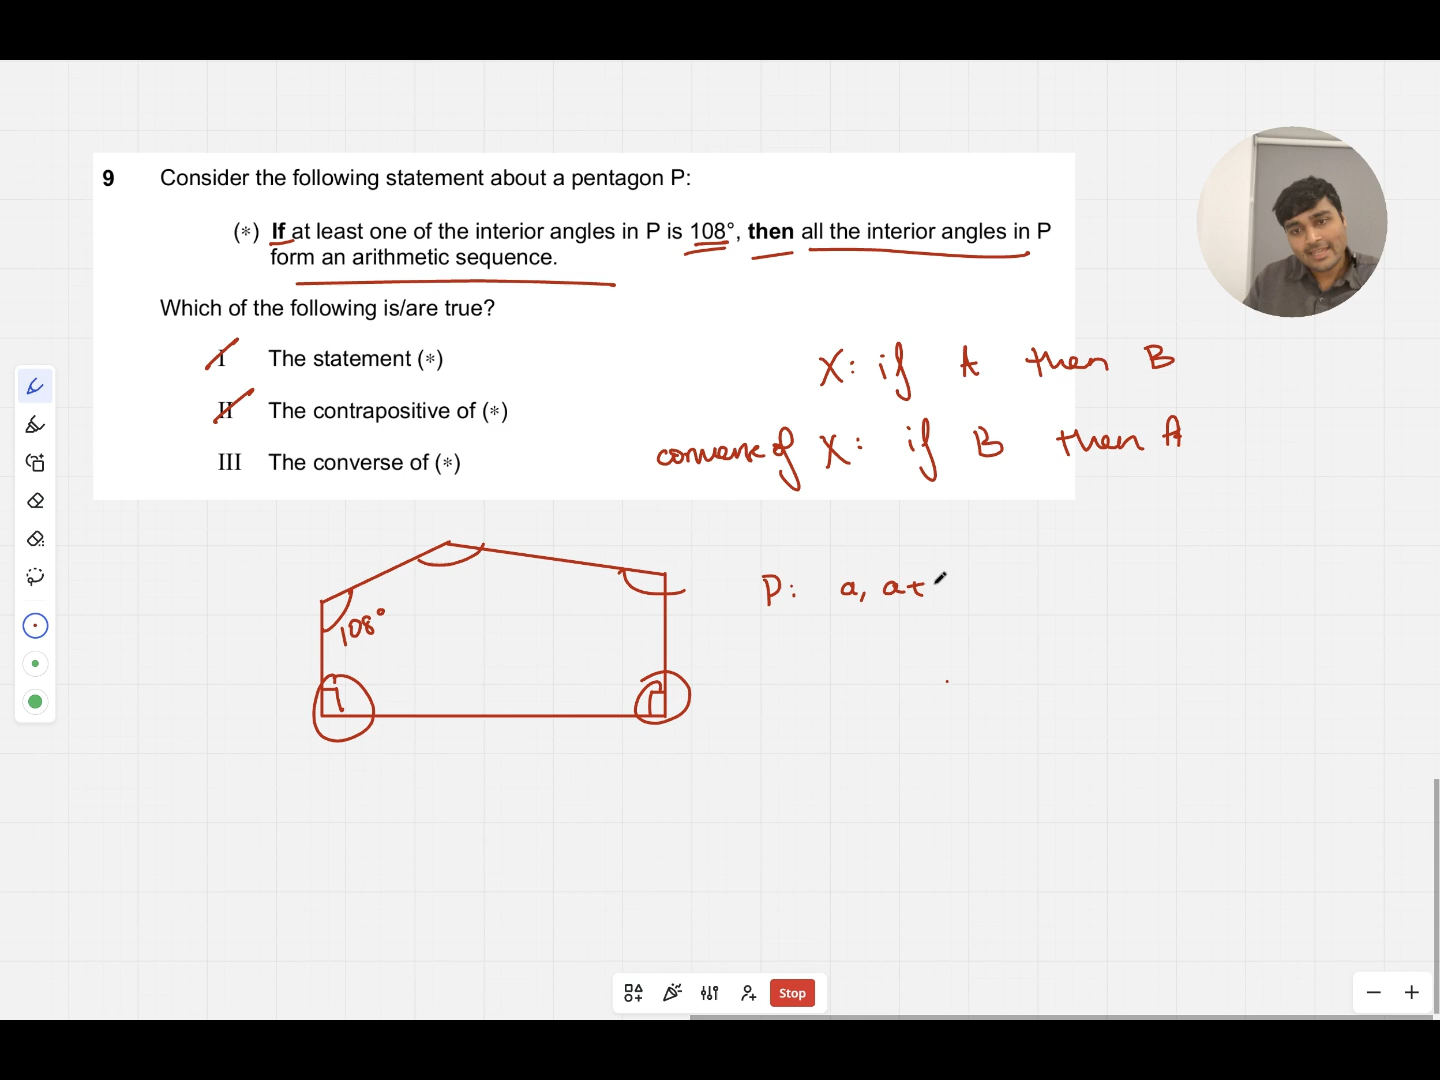 9 Consider the following statement about a pentagon P:
(*) If at least one of the interior angles in P is 108°, then all the interior angles in P
form an arithmetic sequence.
Which of the following is/are true?
I The statement (*)
II The contrapositive of (*)
III The converse of (*)
X: if A then B
converse of X: if B then A
108°
P: a, a+
Stop